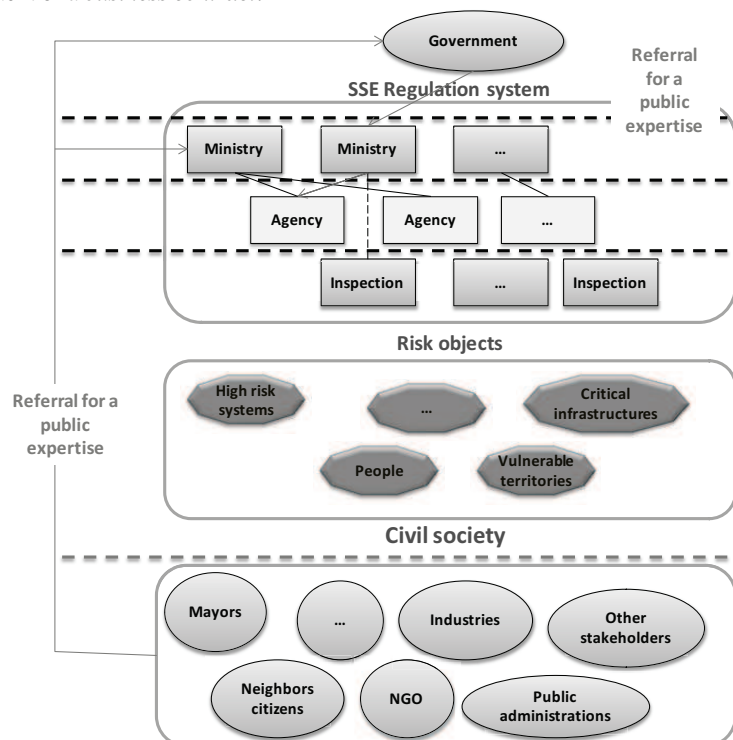 Government
Referral
for a
public
expertise
SSE Regulation system
Ministry
Ministry
...
Agency
Agency
...
Inspection
...
Inspection
Risk objects
High risk
systems
...
Critical
infrastructures
People
Vulnerable
territories
Referral for a
public
expertise
Civil society
Mayors
...
Industries
Other
stakeholders
Neighbors
citizens
NGO
Public
administrations